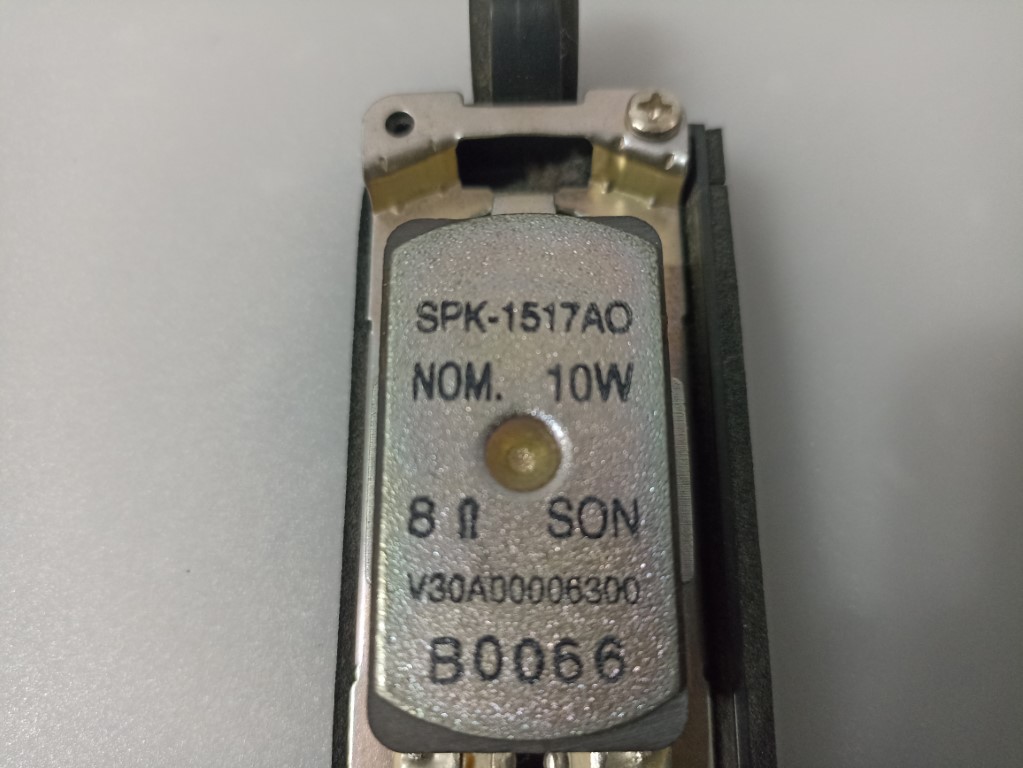 SPK-1517AO
NOM. 10W
8 Ω SON
V30A00006300
B0066